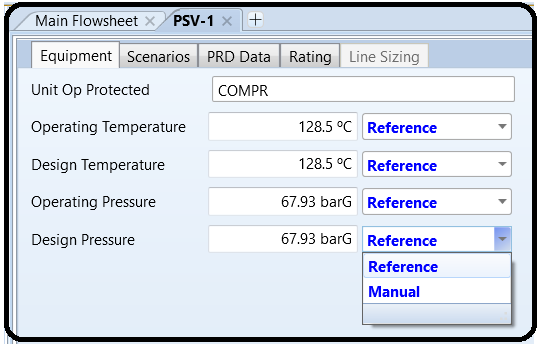 Main Flowsheet PSV-1
Equipment Scenarios PRD Data Rating Line Sizing
Unit Op Protected COMPR
Operating Temperature 128.5 ºC Reference
Design Temperature 128.5 ºC Reference
Operating Pressure 67.93 barG Reference
Design Pressure 67.93 barG Reference
Reference
Manual